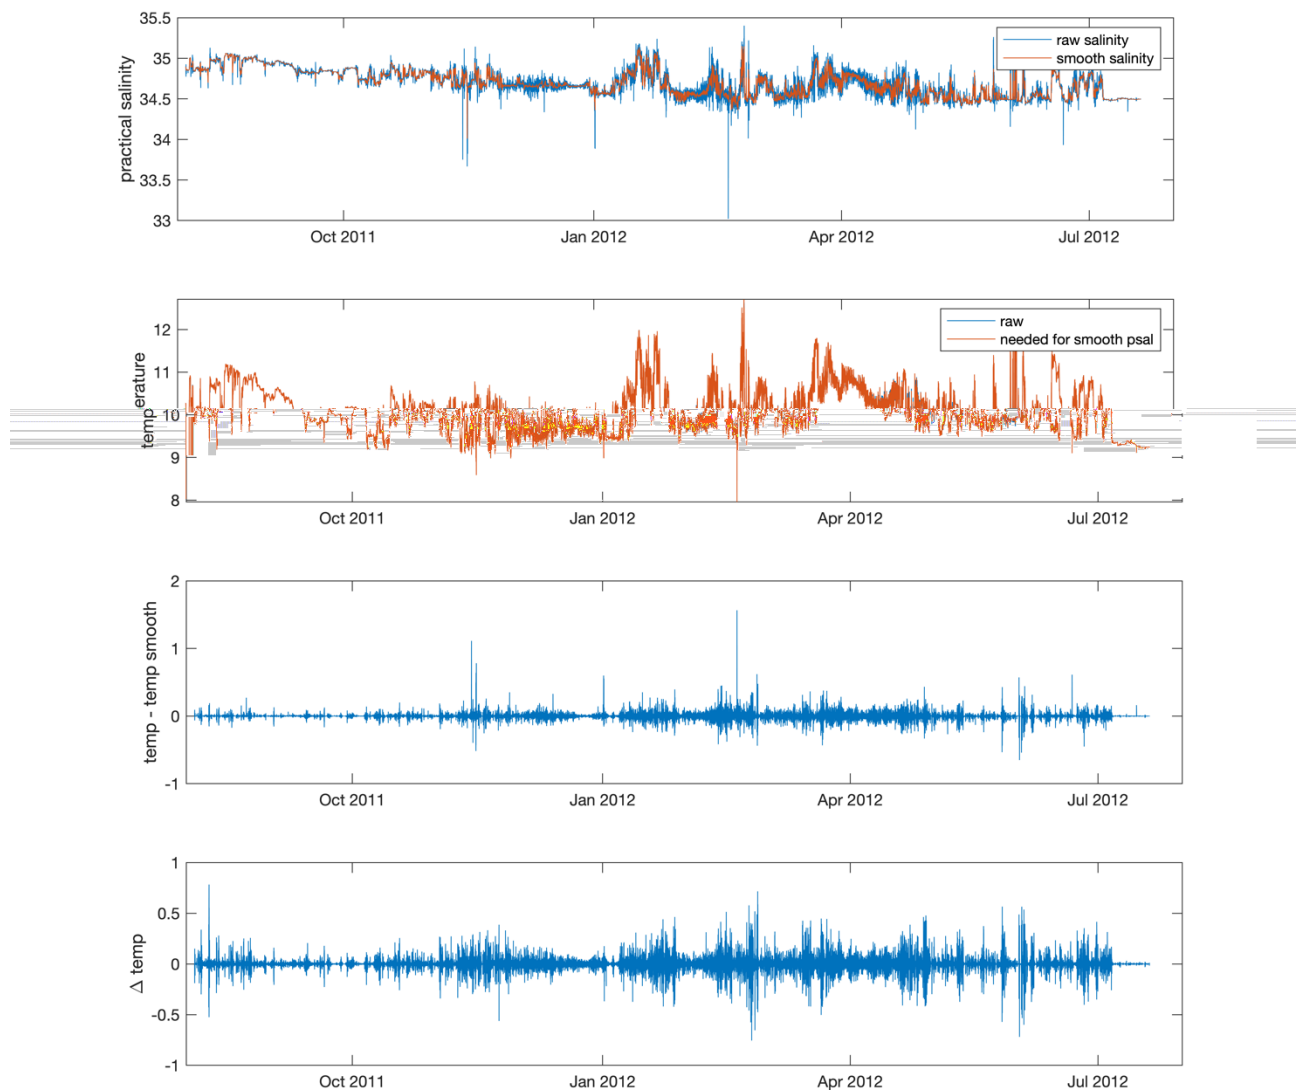 35.5
35
34.5
34
33.5
33
practical salinity
raw salinity
smooth salinity
Oct 2011
Jan 2012
Apr 2012
Jul 2012
12
11
10
9
8
temperature
raw
needed for smooth psal
Oct 2011
Jan 2012
Apr 2012
Jul 2012
2
1
0
-1
temp - temp smooth
Oct 2011
Jan 2012
Apr 2012
Jul 2012
1
0.5
0
-0.5
-1
Δ temp
Oct 2011
Jan 2012
Apr 2012
Jul 2012